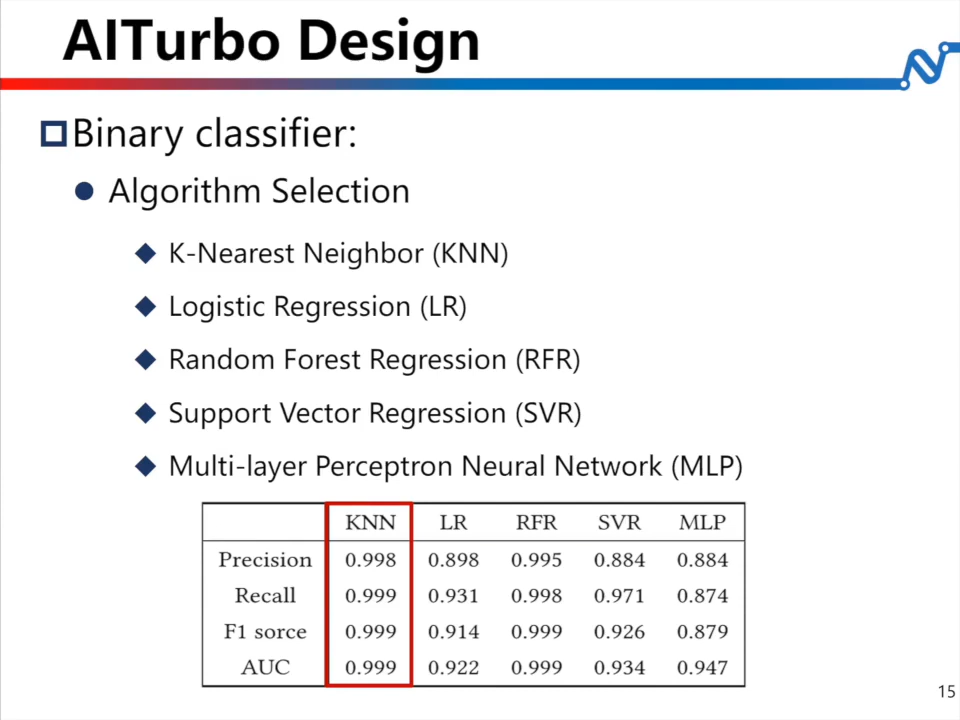 AITurbo Design
Binary classifier:
Algorithm Selection
K-Nearest Neighbor (KNN)
Logistic Regression (LR)
Random Forest Regression (RFR)
Support Vector Regression (SVR)
Multi-layer Perceptron Neural Network (MLP)
KNN LR RFR SVR MLP
Precision 0.998 0.898 0.995 0.884 0.884
Recall 0.999 0.931 0.998 0.971 0.874
F1 sorce 0.999 0.914 0.999 0.926 0.879
AUC 0.999 0.922 0.999 0.934 0.947
15